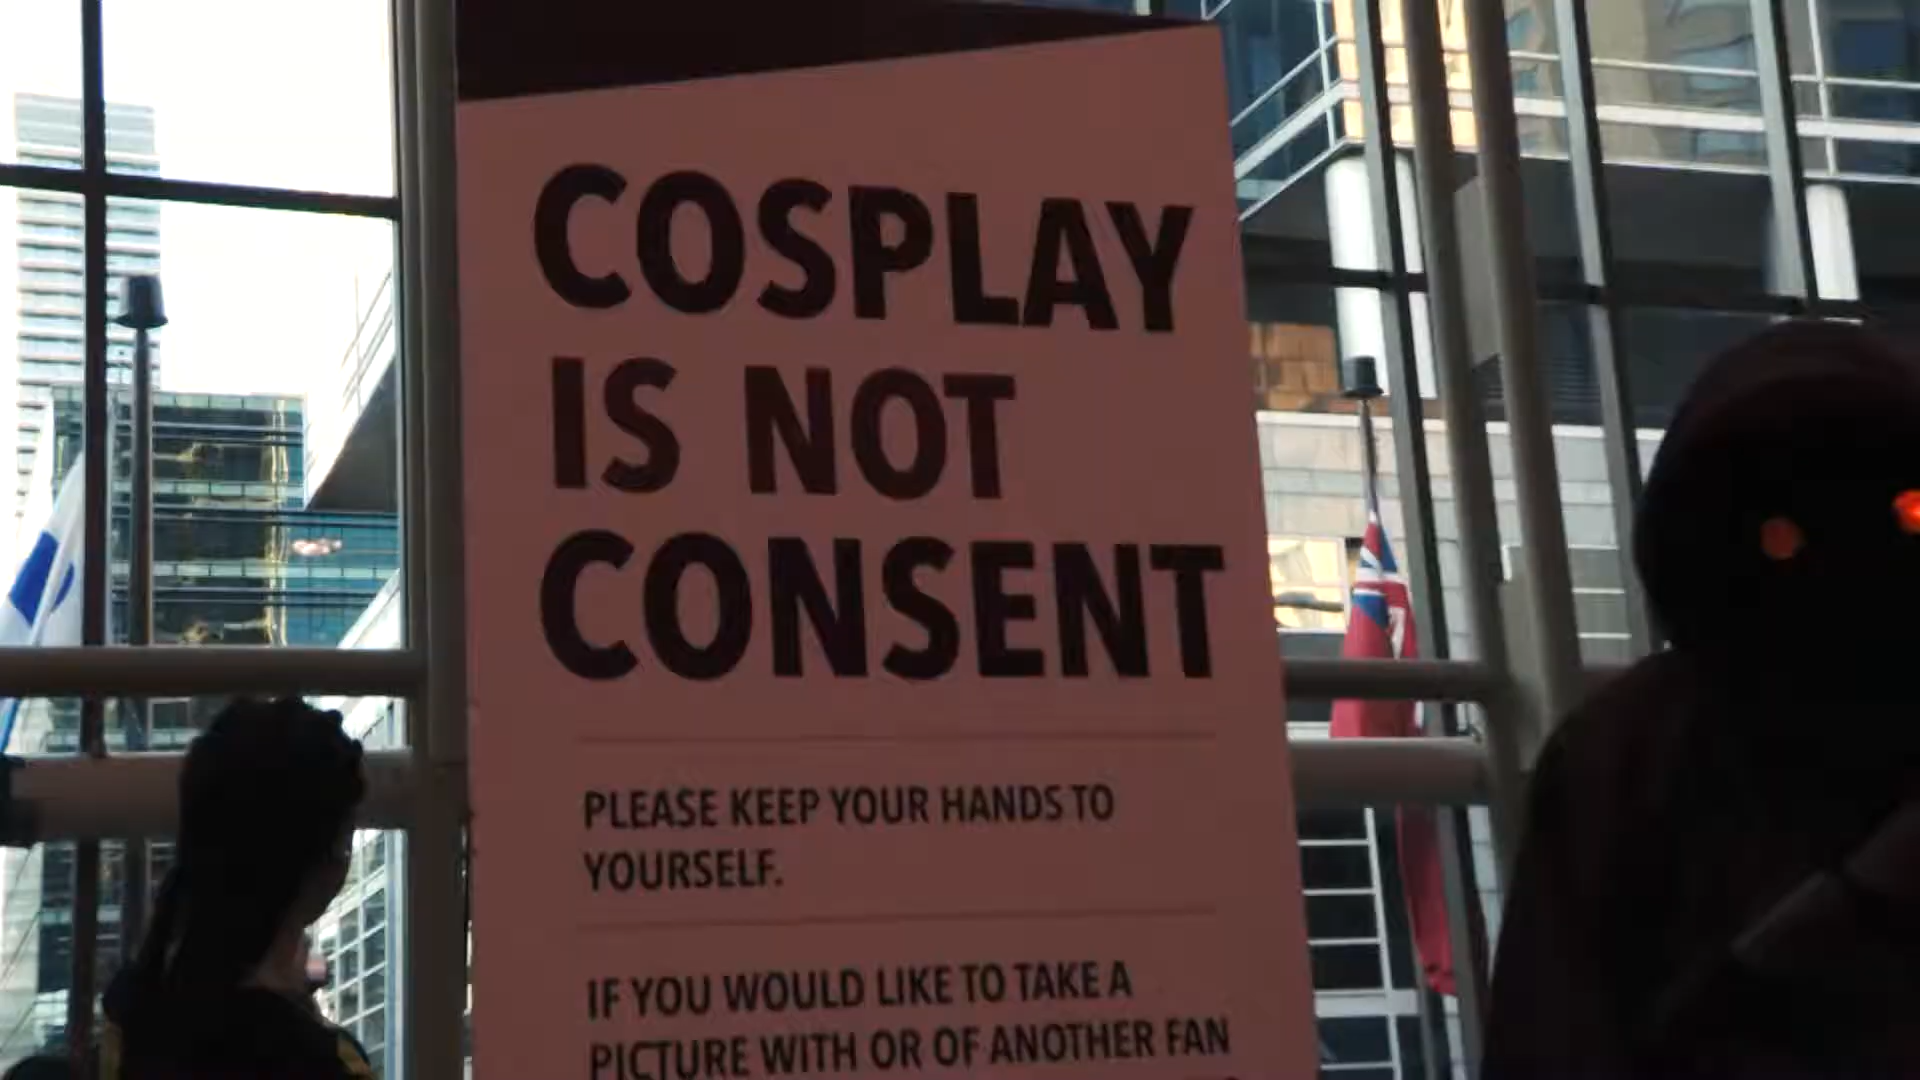 COSPLAY
IS NOT
CONSENT
PLEASE KEEP YOUR HANDS TO
YOURSELF.
IF YOU WOULD LIKE TO TAKE A
PICTURE WITH OR OF ANOTHER FAN